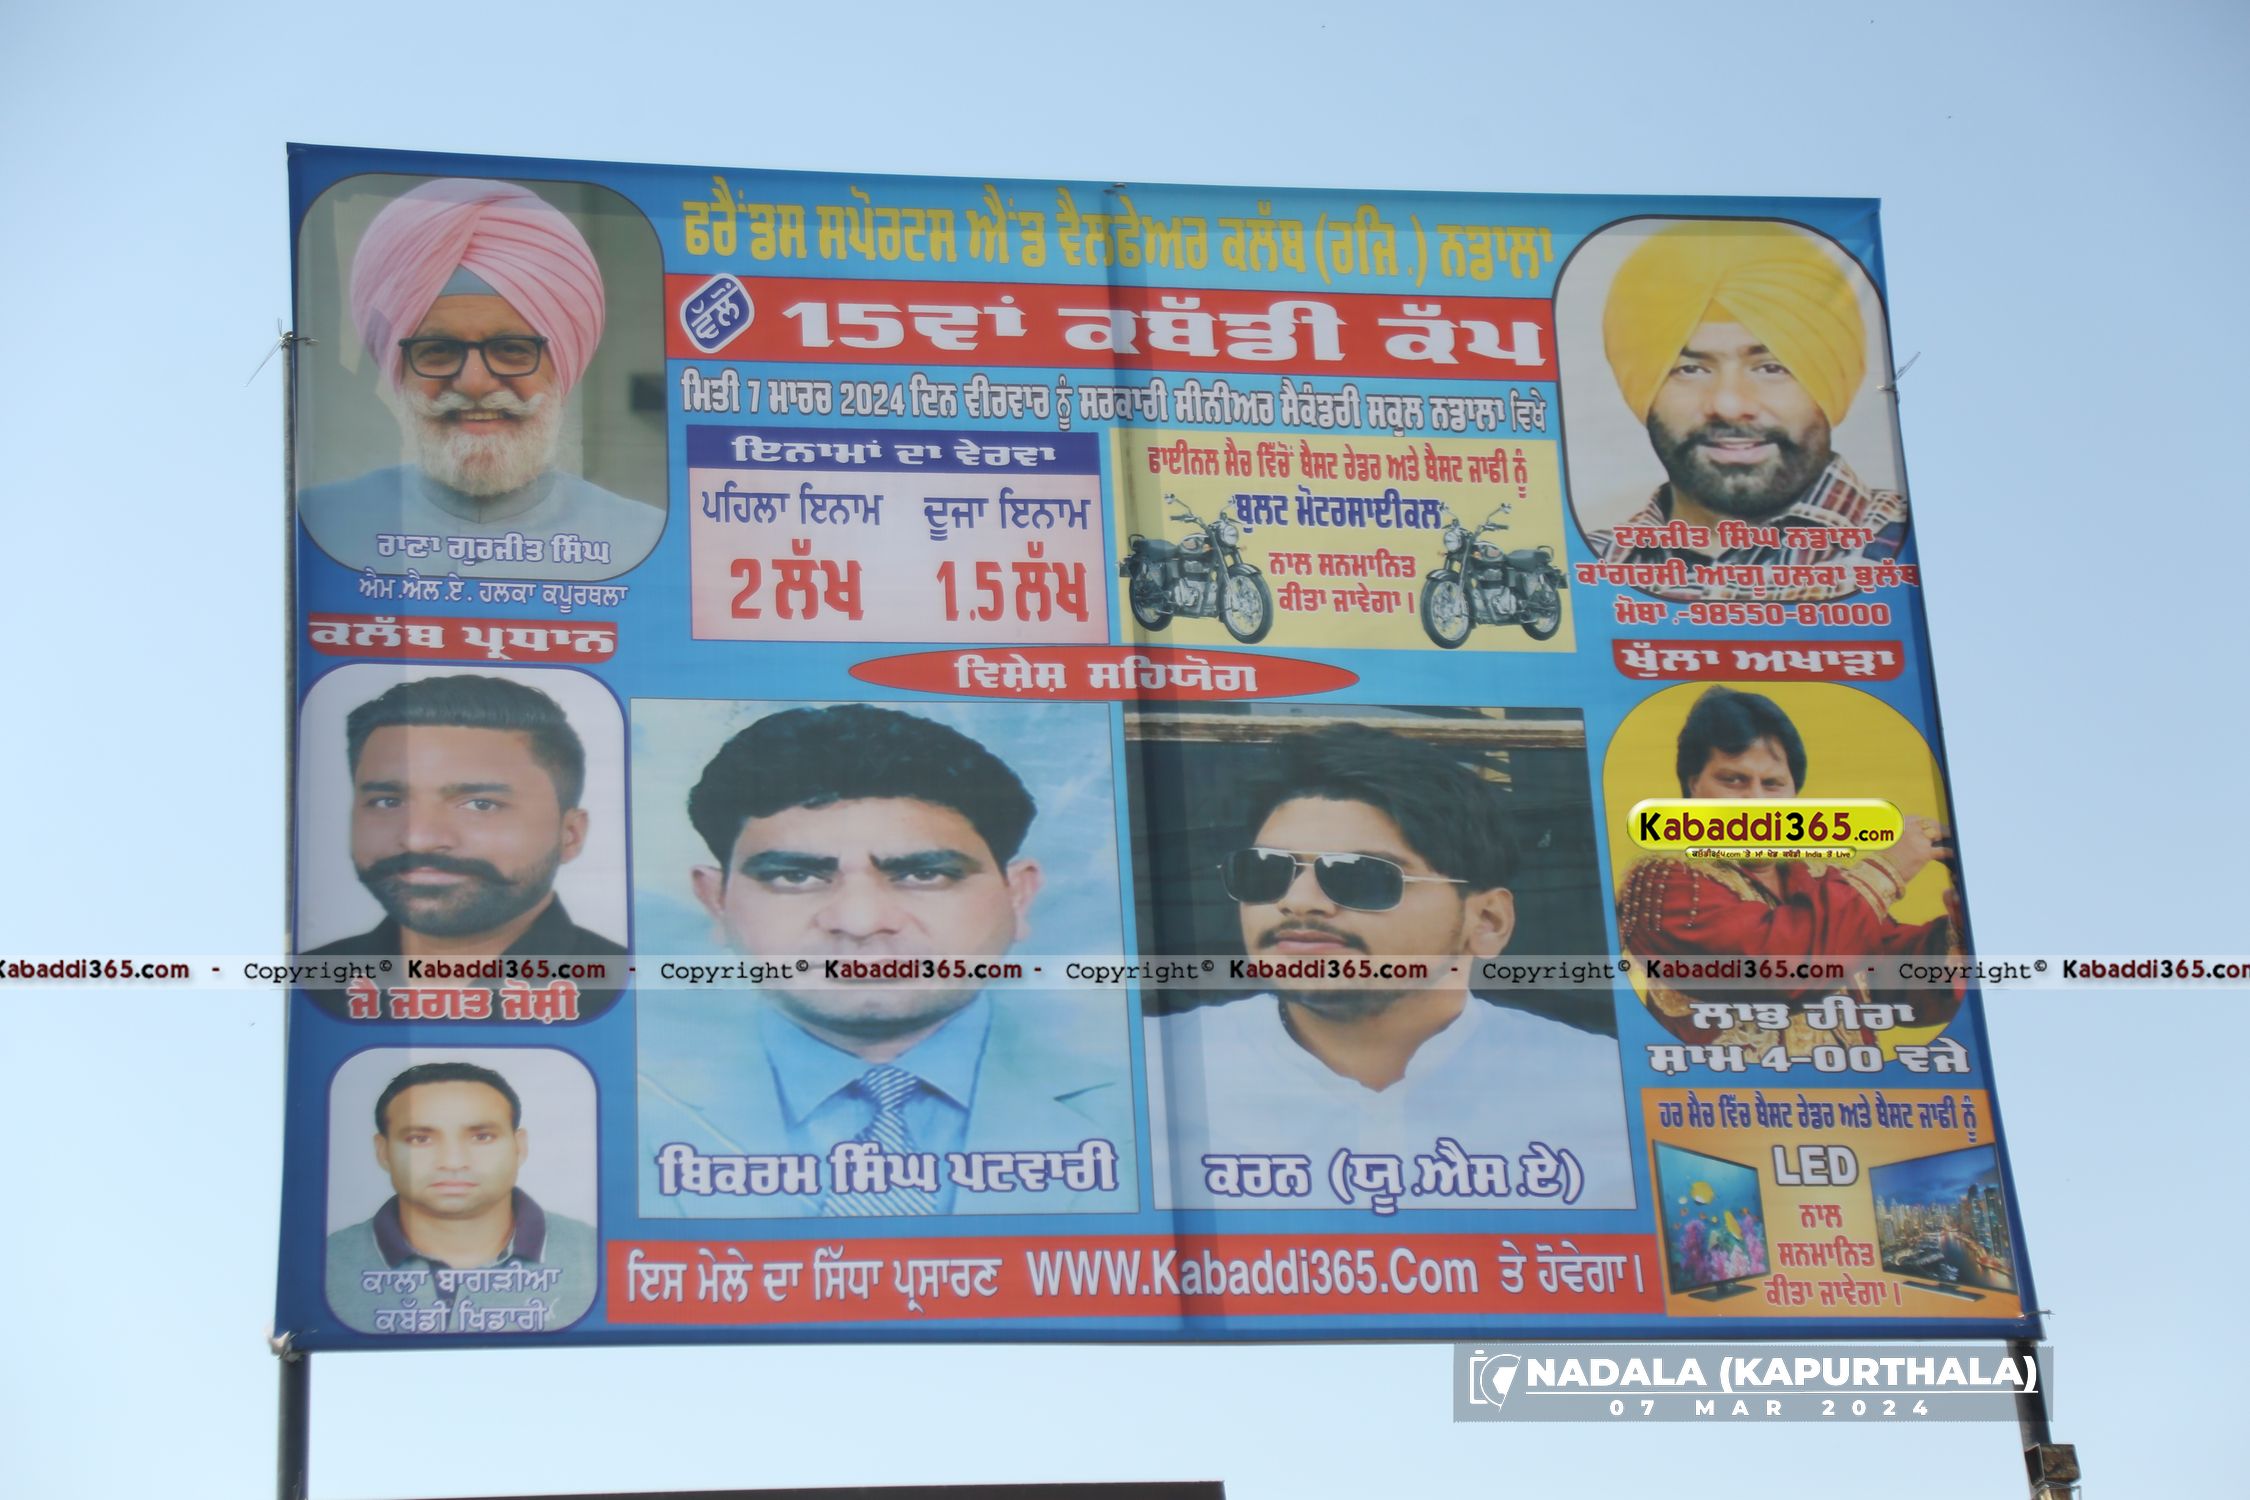 ਫਰੈਂਡਸ ਸਪੋਰਟਸ ਐਂਡ ਵੈਲਫੇਅਰ ਕਲੱਬ (ਰਜਿ.) ਨਡਾਲਾ
15ਵਾਂ ਕਬੱਡੀ ਕੱਪ
ਮਿਤੀ 7 ਮਾਰਚ 2024 ਦਿਨ ਵੀਰਵਾਰ ਨੂੰ ਸਰਕਾਰੀ ਸੀਨੀਅਰ ਸੈਕੰਡਰੀ ਸਕੂਲ ਨਡਾਲਾ ਵਿਖੇ
ਇਨਾਮਾਂ ਦਾ ਵੇਰਵਾ
ਪਹਿਲਾ ਇਨਾਮ
2 ਲੱਖ
ਦੂਜਾ ਇਨਾਮ
1.5 ਲੱਖ
ਫਾਈਨਲ ਮੈਚ ਵਿੱਚੋਂ ਬੈਸਟ ਰੇਡਰ ਅਤੇ ਬੈਸਟ ਜਾਫੀ ਨੂੰ
ਬੁਲਟ ਮੋਟਰਸਾਈਕਲ
ਨਾਲ ਸਨਮਾਨਿਤ
ਕੀਤਾ ਜਾਵੇਗਾ।
ਰਾਣਾ ਗੁਰਜੀਤ ਸਿੰਘ
ਐਮ.ਐਲ.ਏ. ਹਲਕਾ ਕਪੂਰਥਲਾ
ਦਲਜੀਤ ਸਿੰਘ ਨਡਾਲਾ
ਕਾਂਗਰਸੀ ਆਗੂ ਹਲਕਾ ਭੁਲੱਥ
ਮੋਬਾ.-98550-81000
ਕਲੱਬ ਪ੍ਰਧਾਨ
ਵਿਸ਼ੇਸ਼ ਸਹਿਯੋਗ
ਖੁੱਲਾ ਅਖਾੜਾ
Kabaddi365.com
Kabaddi365.com - Copyright© Kabaddi365.com - Copyright© Kabaddi365.com - Copyright© Kabaddi365.com - Copyright© Kabaddi365.com - Copyright© Kabaddi365.com
ਜੈ ਜਗਤ ਜੋਸ਼ੀ
ਲਾਭ ਹੀਰਾ
ਸ਼ਾਮ 4-00 ਵਜੇ
ਬਿਕਰਮ ਸਿੰਘ ਪਟਵਾਰੀ
ਕਰਨ (ਯੂ.ਐਸ.ਏ)
ਹਰ ਮੈਚ ਵਿੱਚ ਬੈਸਟ ਰੇਡਰ ਅਤੇ ਬੈਸਟ ਜਾਫੀ ਨੂੰ
LED
ਨਾਲ
ਸਨਮਾਨਿਤ
ਕੀਤਾ ਜਾਵੇਗਾ।
ਕਾਲਾ ਬਾਗੜੀਆ
ਕਬੱਡੀ ਖਿਡਾਰੀ
ਇਸ ਮੇਲੇ ਦਾ ਸਿੱਧਾ ਪ੍ਰਸਾਰਣ WWW.Kabaddi365.Com ਤੇ ਹੋਵੇਗਾ।
NADALA (KAPURTHALA)
07 MAR 2024